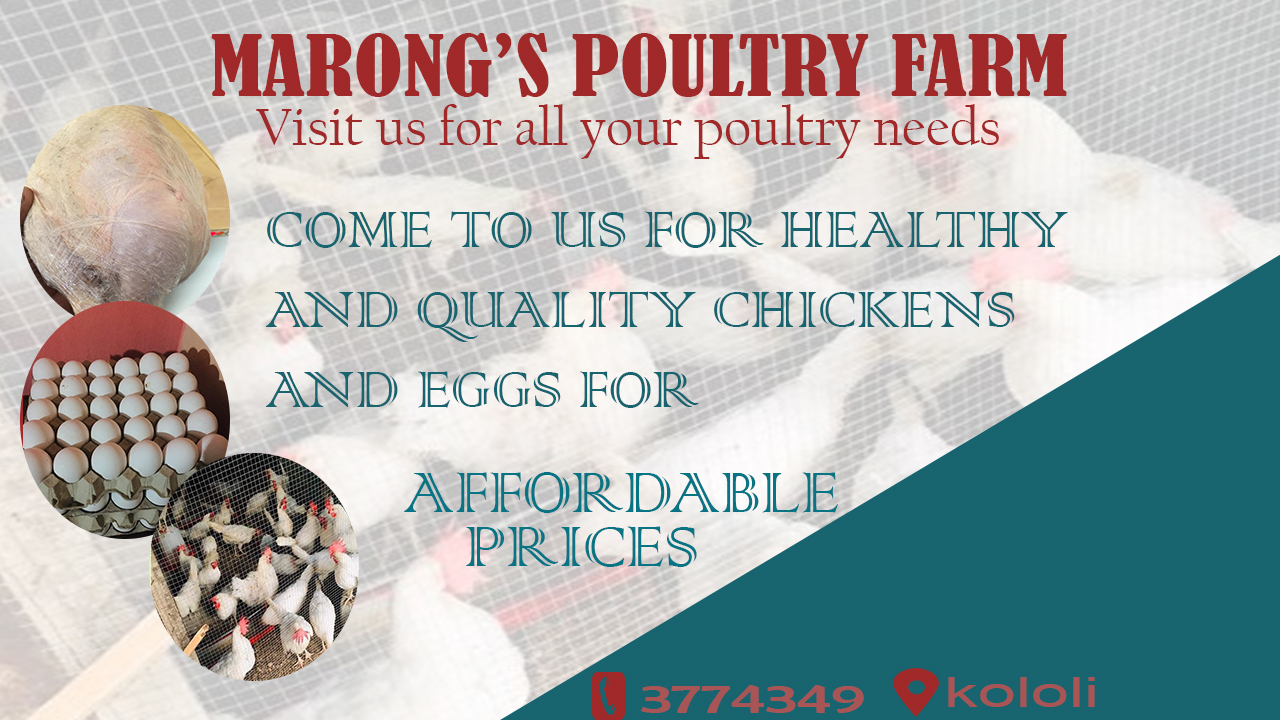 MARONG'S POULTRY FARM
Visit us for all your poultry needs
COME TO US FOR HEALTHY
AND QUALITY CHICKENS
AND EGGS FOR
AFFORDABLE
PRICES
3774349 kololi